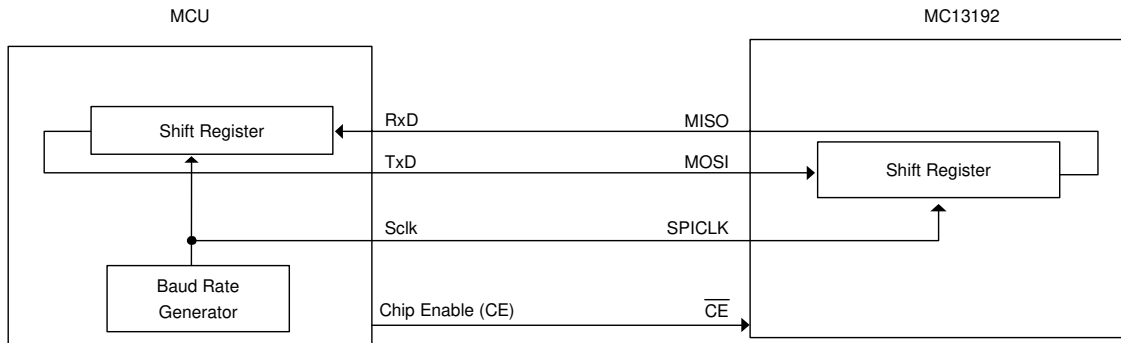 MCU
MC13192
Shift Register
RxD
MISO
TxD
MOSI
Shift Register
Sclk
SPICLK
Baud Rate
Generator
Chip Enable (CE)
CE